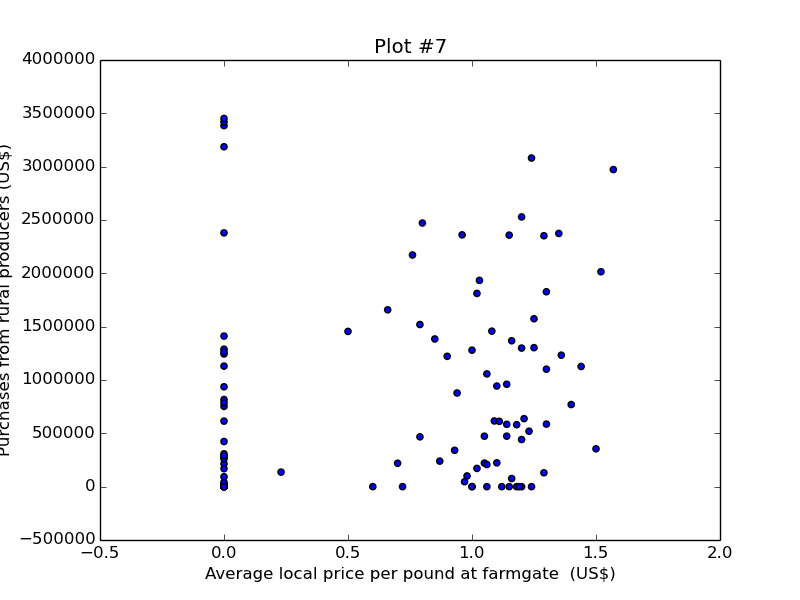 Plot #7
4000000
3500000
3000000
2500000
2000000
1500000
1000000
500000
0
−500000
−0.5 0.0 0.5 1.0 1.5 2.0
Average local price per pound at farmgate (US$)
Purchases from rural producers (US$)